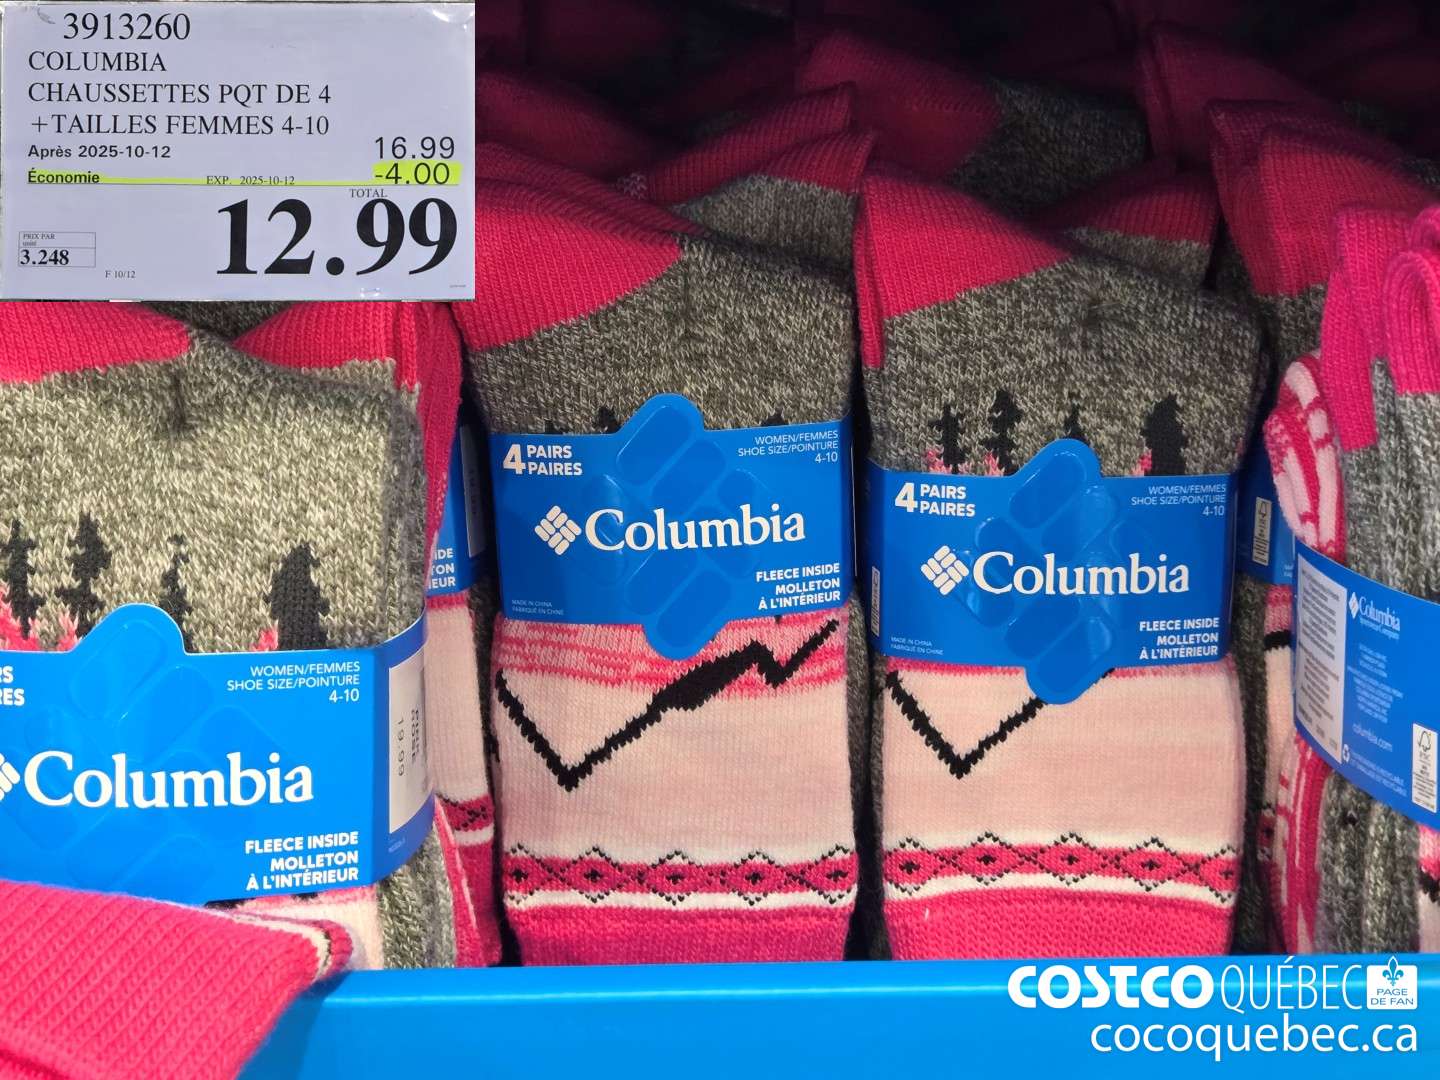 3913260
COLUMBIA
CHAUSSETTES PQT DE 4
+TAILLES FEMMES 4-10
Après 2025-10-12 16.99
Économie EXP. 2025-10-12 -4.00
TOTAL
12.99
PRIX PAR
unité
3.248
F 10/12
4 PAIRS
PAIRES
WOMEN/FEMMES
SHOE SIZE/POINTURE
4-10
Columbia
FLEECE INSIDE
MOLLETON
À L'INTÉRIEUR
MADE IN CHINA
FABRIQUÉ EN CHINE
4 PAIRS
PAIRES
WOMEN/FEMMES
SHOE SIZE/POINTURE
4-10
Columbia
FLEECE INSIDE
MOLLETON
À L'INTÉRIEUR
MADE IN CHINA
FABRIQUÉ EN CHINE
WOMEN/FEMMES
SHOE SIZE/POINTURE
4-10
Columbia
FLEECE INSIDE
MOLLETON
À L'INTÉRIEUR
19.99
Columbia
Sportswear Company
columbia.com
COSTCO QUÉBEC PAGE
DE FAN
cocoquebec.ca